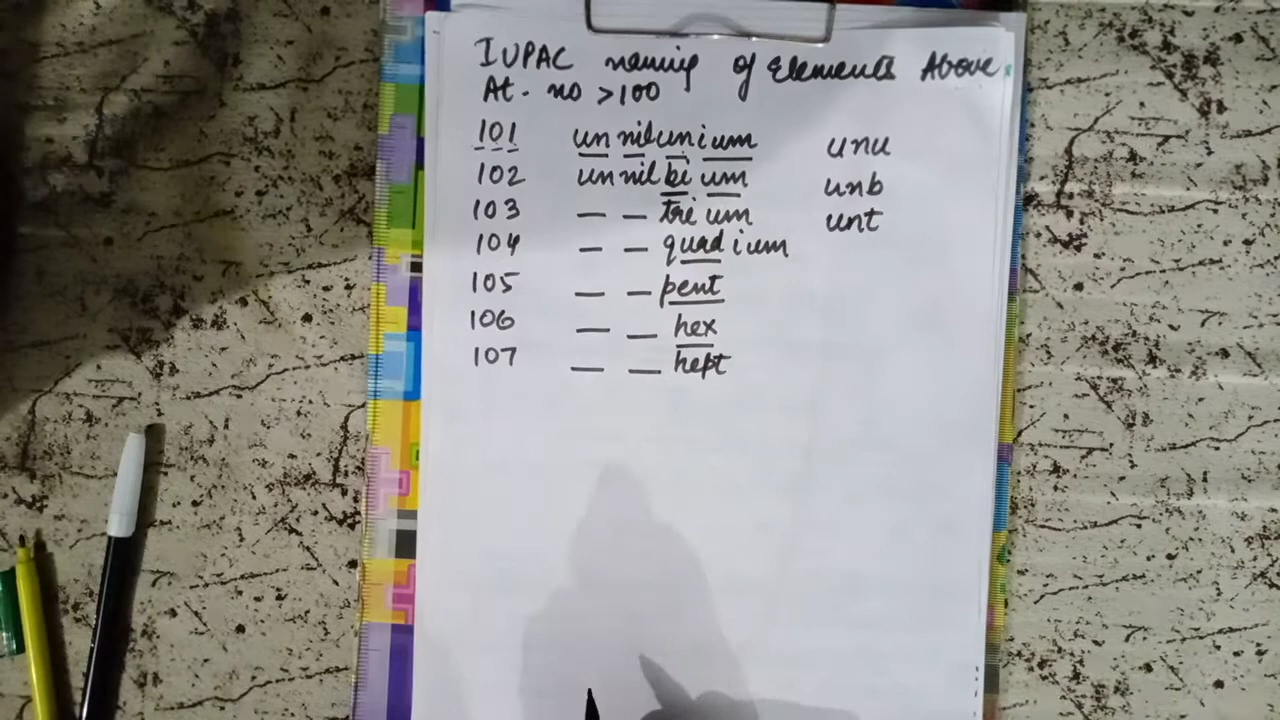 IUPAC naming of Elements Above
At. no >100
101 unnilunium unu
102 unnilbium unb
103 — — trium unt
104 — — quadium
105 — — pent
106 — — hex
107 — — hept